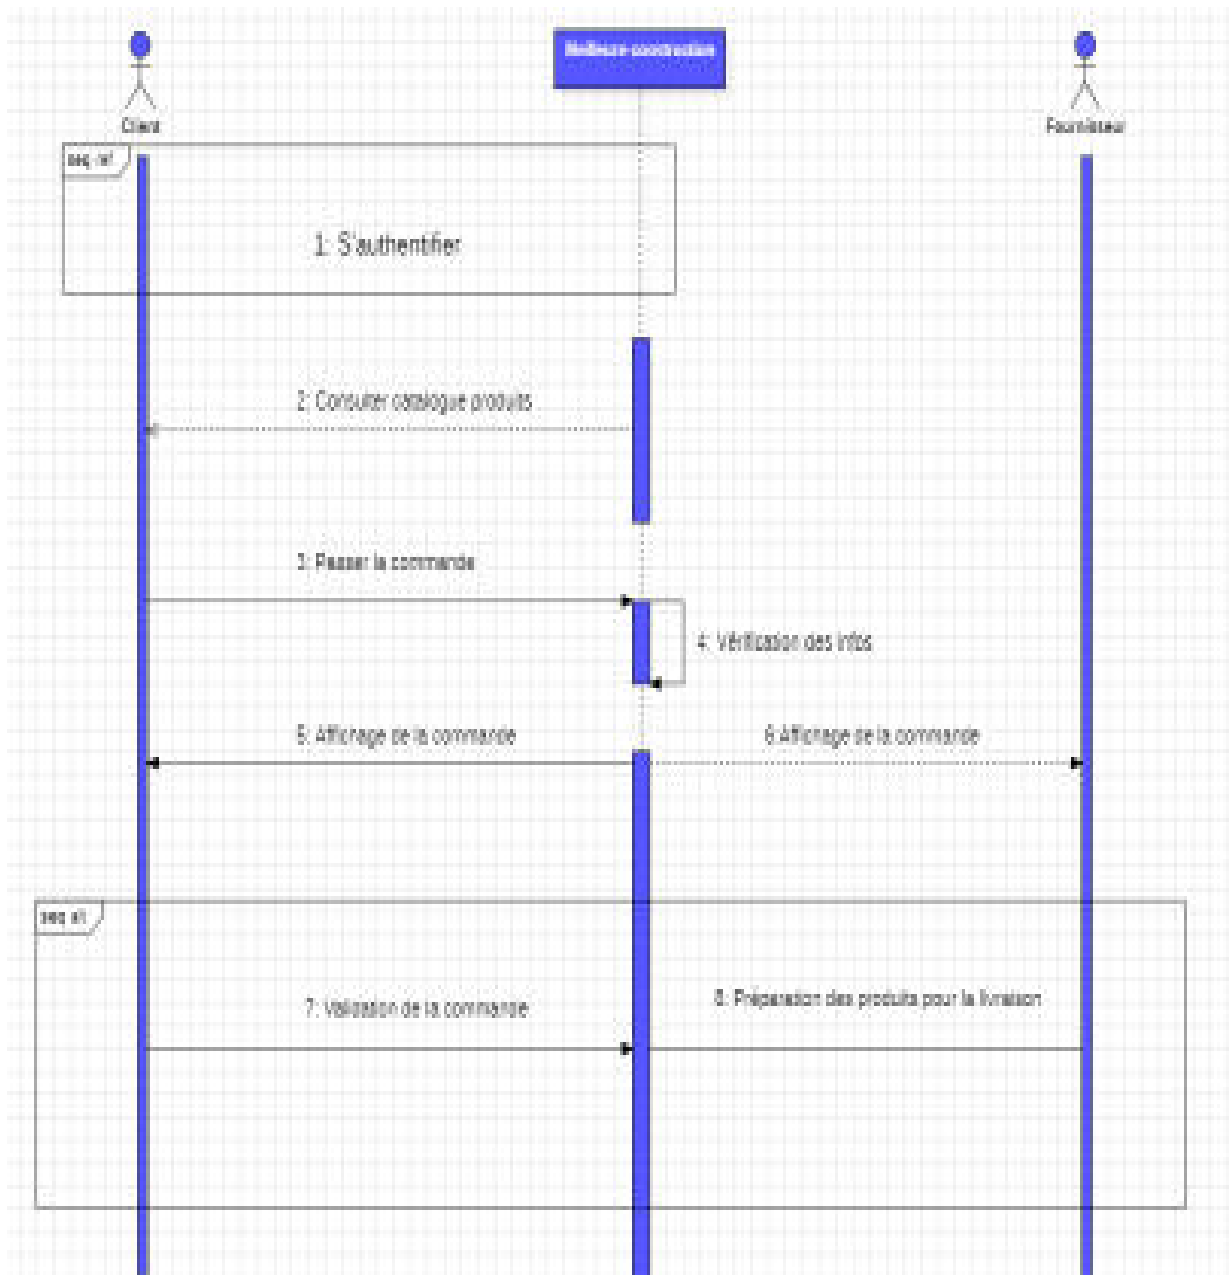 Client
Fournisseur
1: S'authentifier
2: Consulter catalogue produits
3: Passer la commande
4: Vérification des infos
5: Affichage de la commande
6 Affichage de la commande
seq alt
7: Validation de la commande
8: Préparation des produits pour la livraison